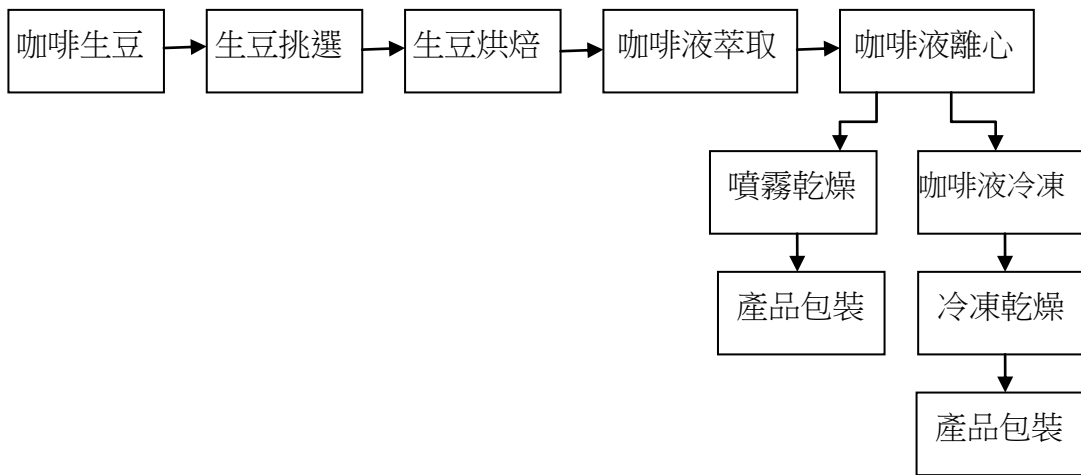 咖啡生豆
生豆挑選
生豆烘焙
咖啡液萃取
咖啡液離心
噴霧乾燥
咖啡液冷凍
產品包裝
冷凍乾燥
產品包裝